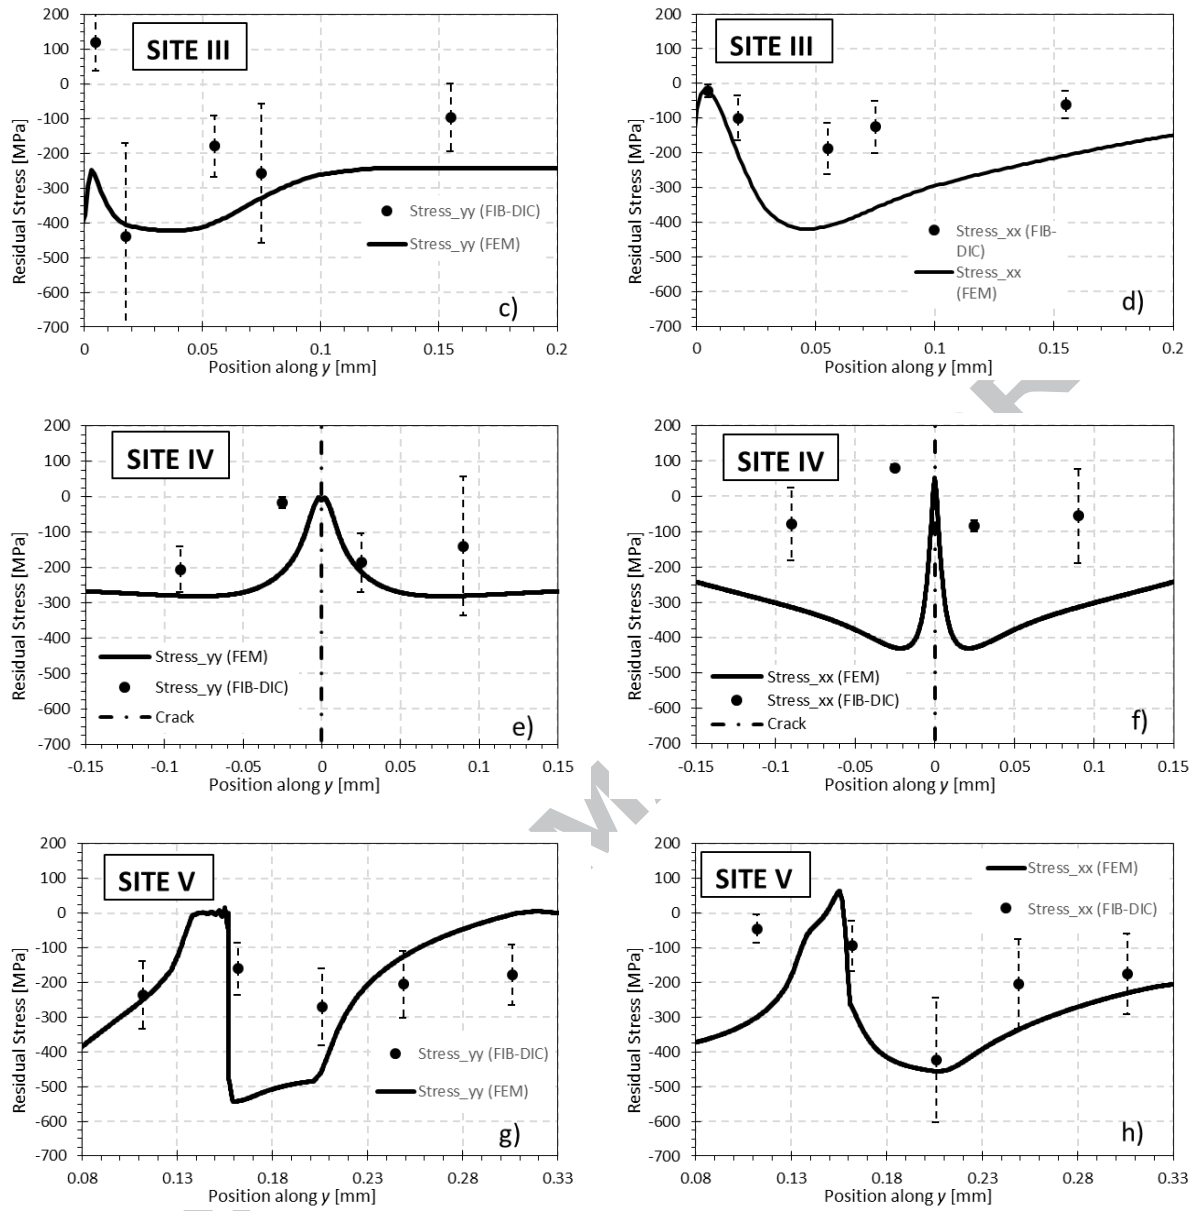 SITE III
200
100
0
-100
-200
-300
-400
-500
-600
-700
Residual Stress [MPa]
Stress_yy (FIB-DIC)
Stress_yy (FEM)
c)
0
0.05
0.1
0.15
0.2
Position along y [mm]
SITE III
200
100
0
-100
-200
-300
-400
-500
-600
-700
Residual Stress [MPa]
Stress_xx (FIB-
DIC)
Stress_xx
(FEM)
d)
0
0.05
0.1
0.15
0.2
Position along y [mm]
SITE IV
200
100
0
-100
-200
-300
-400
-500
-600
-700
Residual Stress [MPa]
Stress_yy (FEM)
Stress_yy (FIB-DIC)
Crack
e)
-0.15
-0.1
-0.05
0
0.05
0.1
0.15
Position along y [mm]
SITE IV
200
100
0
-100
-200
-300
-400
-500
-600
-700
Residual Stress [MPa]
Stress_xx (FEM)
Stress_xx (FIB-DIC)
Crack
f)
-0.15
-0.1
-0.05
0
0.05
0.1
0.15
Position along y [mm]
SITE V
200
100
0
-100
-200
-300
-400
-500
-600
-700
Residual Stress [MPa]
Stress_yy (FIB-DIC)
Stress_yy (FEM)
g)
0.08
0.13
0.18
0.23
0.28
0.33
Position along y [mm]
SITE V
200
100
0
-100
-200
-300
-400
-500
-600
-700
Residual Stress [MPa]
Stress_xx (FEM)
Stress_xx (FIB-DIC)
h)
0.08
0.13
0.18
0.23
0.28
0.33
Position along y [mm]